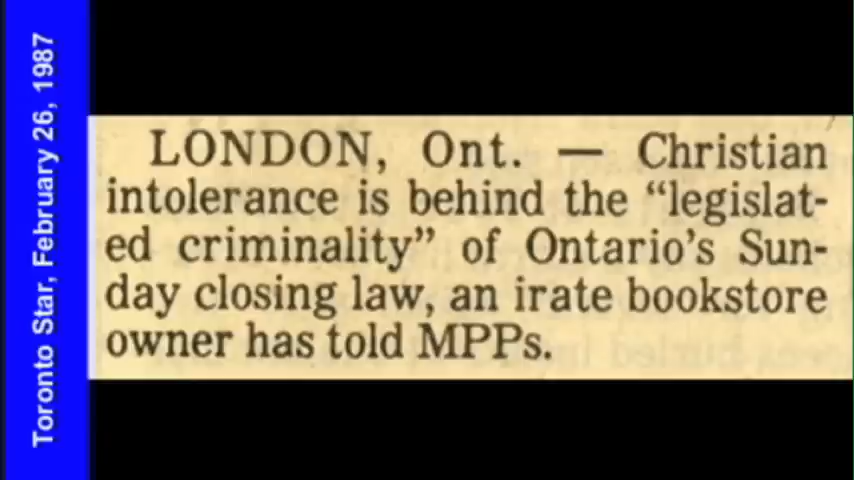 Toronto Star, February 26, 1987
LONDON, Ont. — Christian
intolerance is behind the “legislat-
ed criminality” of Ontario’s Sun-
day closing law, an irate bookstore
owner has told MPPs.